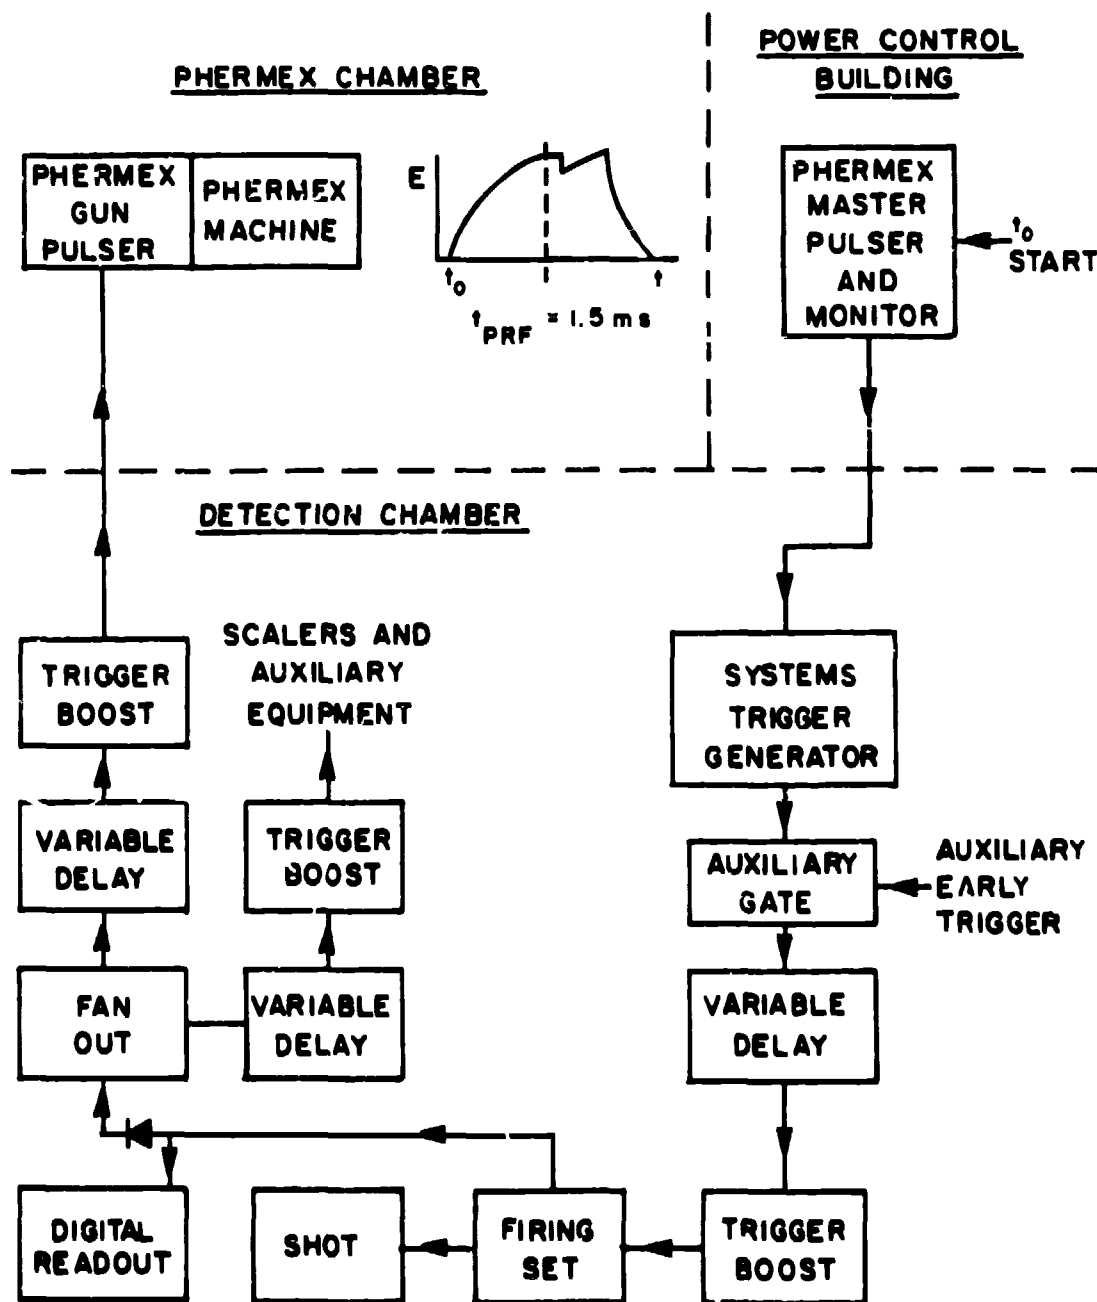 PHERMEX CHAMBER
POWER CONTROL
BUILDING
PHERMEX
GUN
PULSER
PHERMEX
MACHINE
E
t₀
t
t_PRF = 1.5 ms
PHERMEX
MASTER
PULSER
AND
MONITOR
t₀
START
DETECTION CHAMBER
TRIGGER
BOOST
SCALERS AND
AUXILIARY
EQUIPMENT
SYSTEMS
TRIGGER
GENERATOR
VARIABLE
DELAY
TRIGGER
BOOST
AUXILIARY
GATE
AUXILIARY
EARLY
TRIGGER
FAN
OUT
VARIABLE
DELAY
VARIABLE
DELAY
DIGITAL
READOUT
SHOT
FIRING
SET
TRIGGER
BOOST